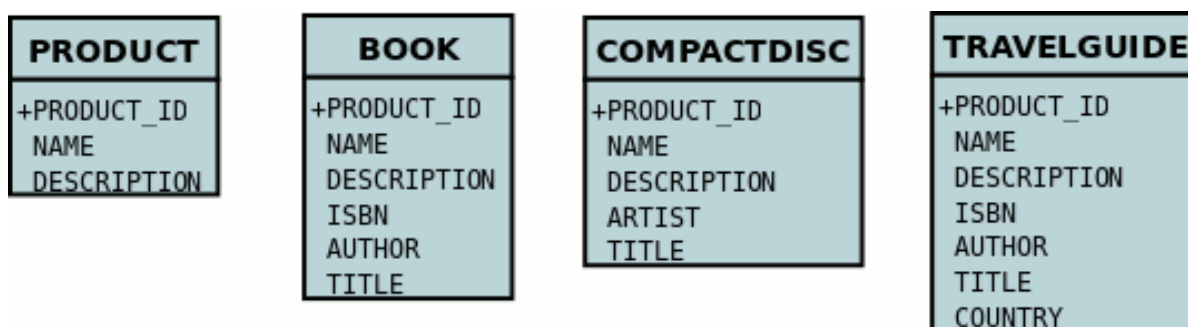 PRODUCT
+PRODUCT_ID
NAME
DESCRIPTION
BOOK
+PRODUCT_ID
NAME
DESCRIPTION
ISBN
AUTHOR
TITLE
COMPACTDISC
+PRODUCT_ID
NAME
DESCRIPTION
ARTIST
TITLE
TRAVELGUIDE
+PRODUCT_ID
NAME
DESCRIPTION
ISBN
AUTHOR
TITLE
COUNTRY